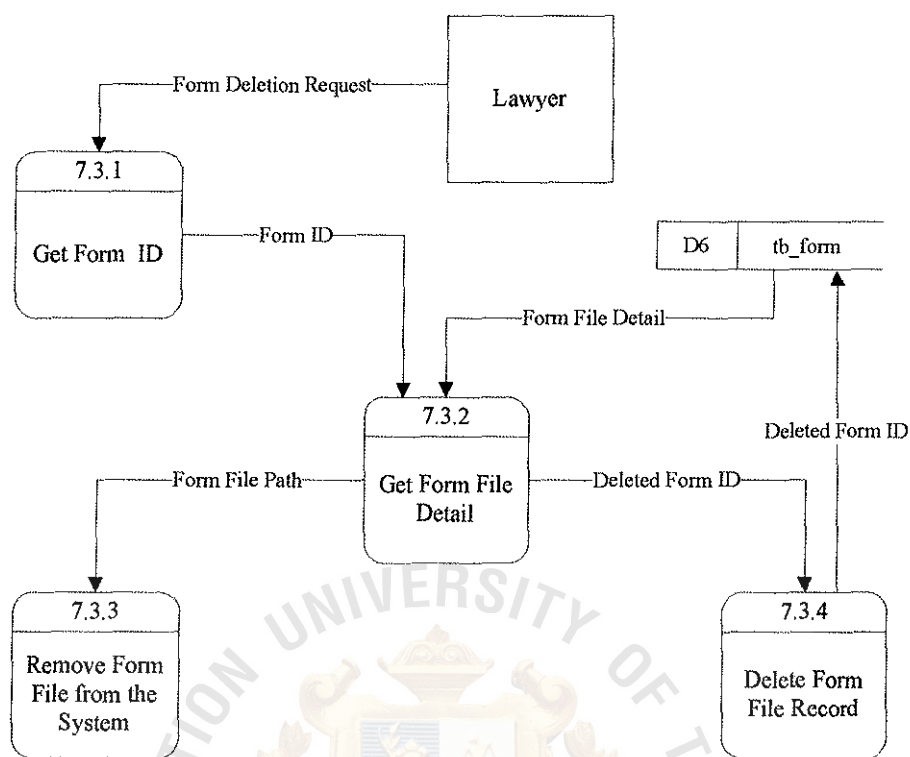 Form Deletion Request
Lawyer
7.3.1
Get Form ID
Form ID
D6 tb_form
Form File Detail
7.3.2
Get Form File
Detail
Deleted Form ID
Form File Path
Deleted Form ID
7.3.3
Remove Form
File from the
System
7.3.4
Delete Form
File Record
UNIVERSITY OF T